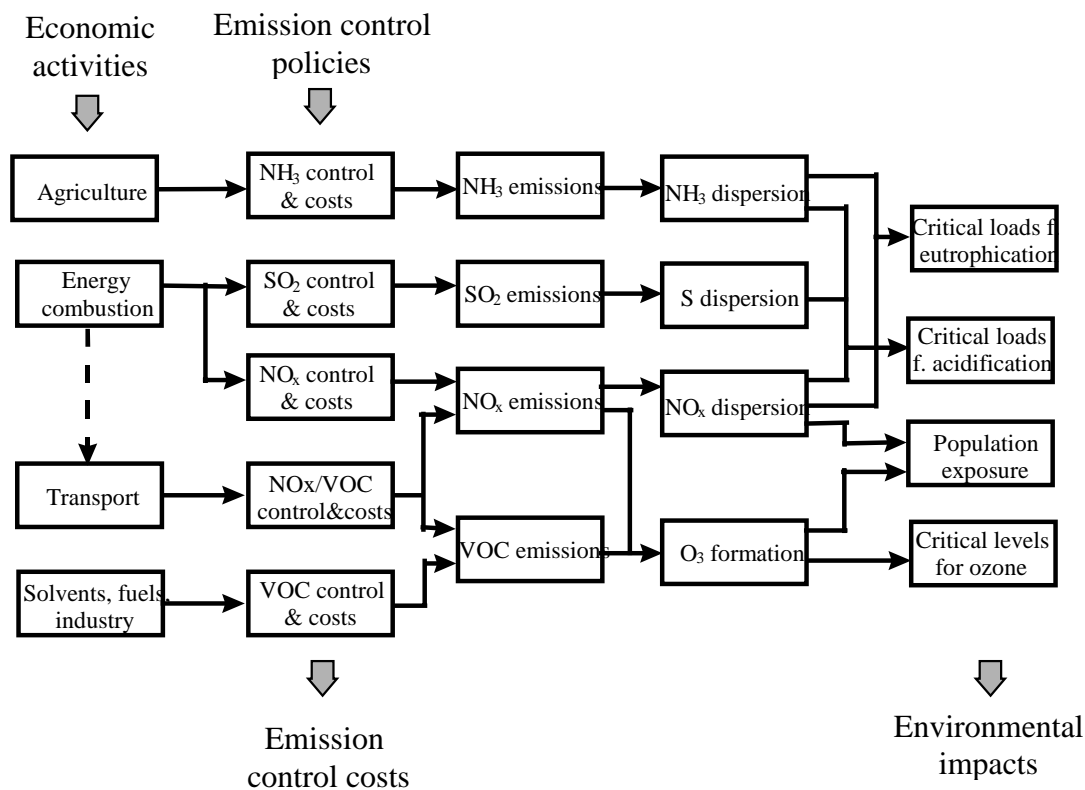 Economic
activities
Emission control
policies
Agriculture
NH₃ control
& costs
NH₃ emissions
NH₃ dispersion
Critical loads f.
eutrophication
Energy
combustion
SO₂ control
& costs
SO₂ emissions
S dispersion
Critical loads
f. acidification
NOₓ control
& costs
NOₓ emissions
NOₓ dispersion
Population
exposure
Transport
NOx/VOC
control&costs
VOC emissions
O₃ formation
Critical levels
for ozone
Solvents, fuels,
industry
VOC control
& costs
Emission
control costs
Environmental
impacts